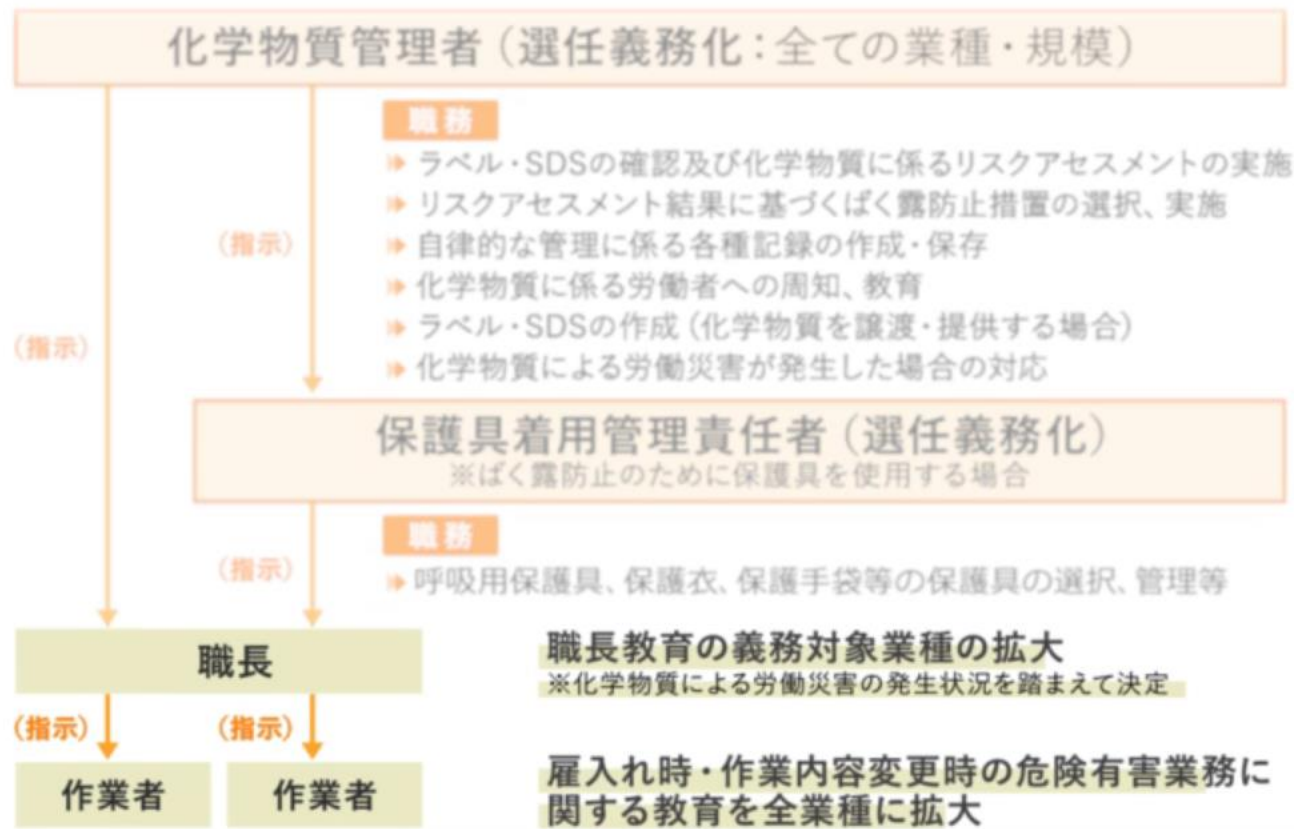 化学物質管理者（選任義務化：全ての業種・規模）
職務
ラベル・SDSの確認及び化学物質に係るリスクアセスメントの実施
リスクアセスメント結果に基づくばく露防止措置の選択、実施
（指示）
自律的な管理に係る各種記録の作成・保存
化学物質に係る労働者への周知、教育
ラベル・SDSの作成（化学物質を譲渡・提供する場合）
（指示）
化学物質による労働災害が発生した場合の対応
保護具着用管理責任者（選任義務化）
※ばく露防止のために保護具を使用する場合
職務
（指示）
呼吸用保護具、保護衣、保護手袋等の保護具の選択、管理等
職長
職長教育の義務対象業種の拡大
※化学物質による労働災害の発生状況を踏まえて決定
（指示）
（指示）
作業者
作業者
雇入れ時・作業内容変更時の危険有害業務に
関する教育を全業種に拡大